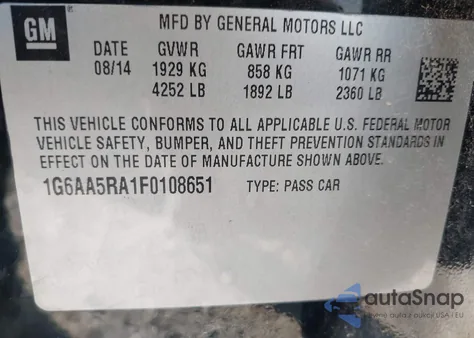 GM
MFD BY GENERAL MOTORS LLC
DATE GVWR GAWR FRT GAWR RR
08/14 1929 KG 858 KG 1071 KG
4252 LB 1892 LB 2360 LB
THIS VEHICLE CONFORMS TO ALL APPLICABLE U.S. FEDERAL MOTOR
VEHICLE SAFETY, BUMPER, AND THEFT PREVENTION STANDARDS IN
EFFECT ON THE DATE OF MANUFACTURE SHOWN ABOVE.
1G6AA5RA1F0108651 TYPE: PASS CAR
autoSnap